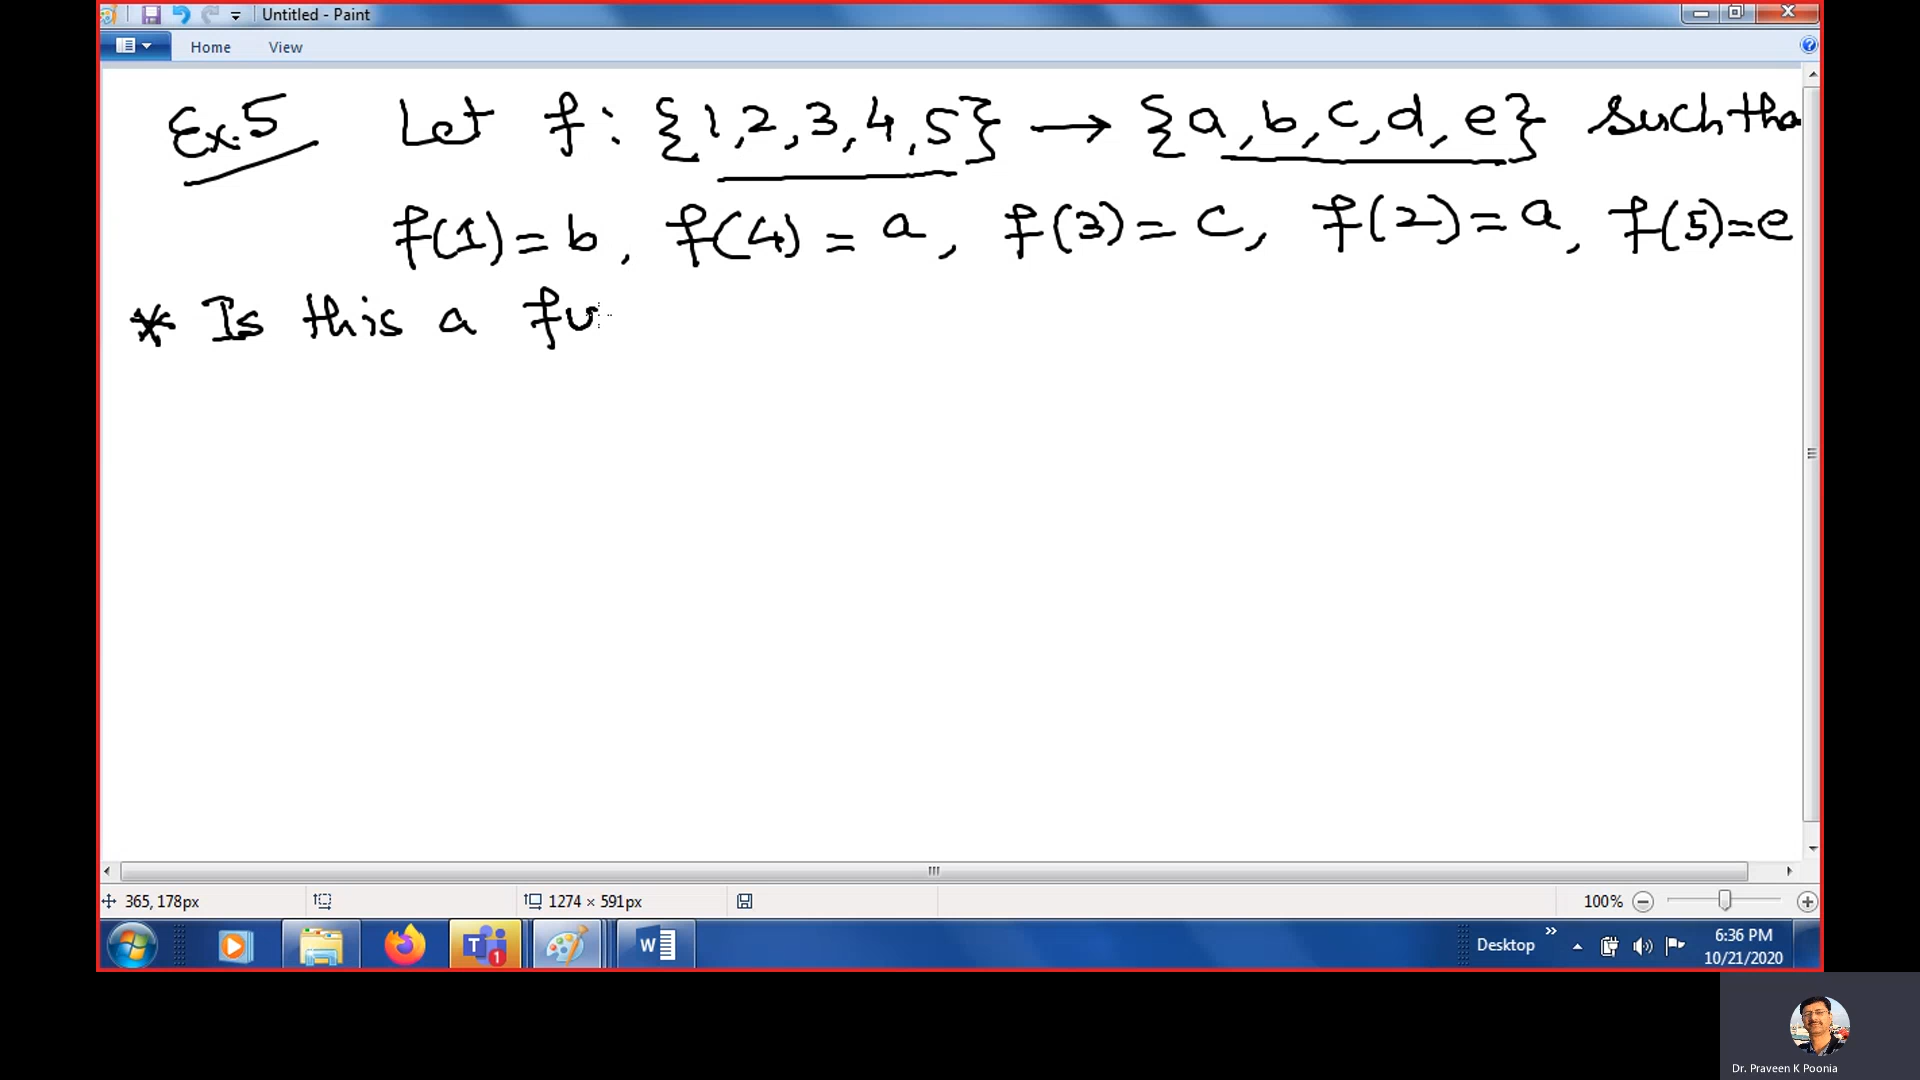 Untitled - Paint
Home View
Ex.5 Let f: {1,2,3,4,5} → {a,b,c,d,e} such tha
f(1)=b, f(4)=a, f(3)=c, f(2)=a, f(5)=e
* Is this a fu
365, 178px 1274 × 591px 100%
T 1 W Desktop 6:36 PM
10/21/2020
Dr. Praveen K Poonia